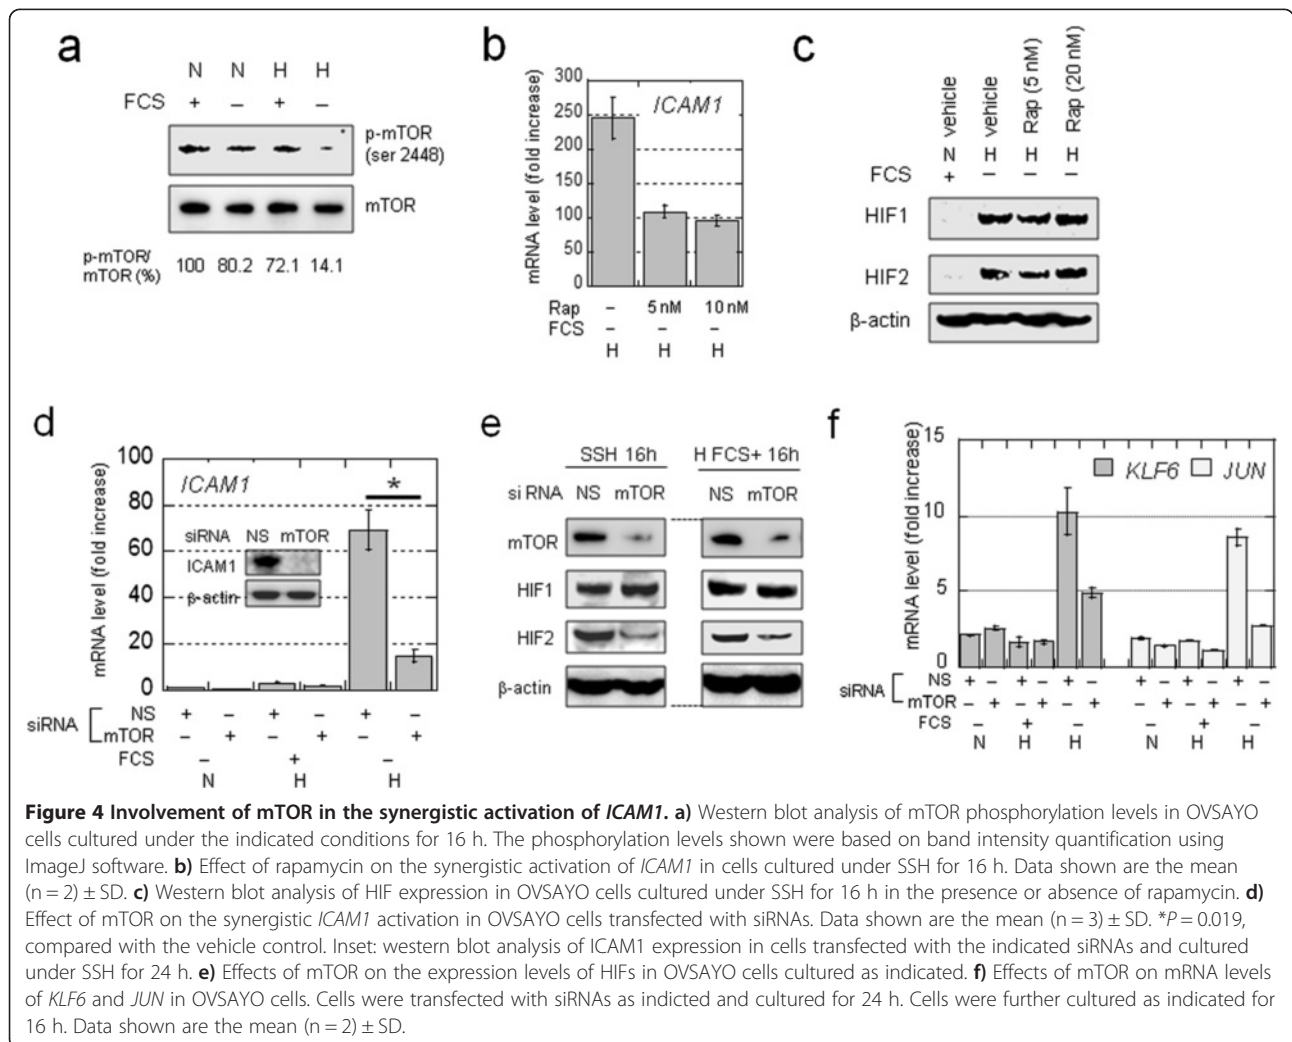 a
N N H H
FCS + – + –
p-mTOR
(ser 2448)
mTOR
p-mTOR/
mTOR (%)
100 80.2 72.1 14.1
b
ICAM1
mRNA level (fold increase)
300
250
200
150
100
50
0
Rap – 5 nM 10 nM
FCS – – –
H H H
c
vehicle vehicle Rap (5 nM) Rap (20 nM)
N H H H
FCS + – – –
HIF1
HIF2
β-actin
d
ICAM1
mRNA level (fold increase)
100
80
60
40
20
0
*
siRNA NS mTOR
ICAM1
β-actin
siRNA
NS + – + – + –
mTOR – + – + – +
FCS – + –
N H H
e
SSH 16h H FCS+ 16h
siRNA NS mTOR NS mTOR
mTOR
HIF1
HIF2
β-actin
f
KLF6 JUN
mRNA level (fold increase)
15
10
5
0
siRNA
NS + – + – + – + – + – + –
mTOR – + – + – + – + – + – +
FCS – + – – + –
N H H N H H
Figure 4 Involvement of mTOR in the synergistic activation of ICAM1. a) Western blot analysis of mTOR phosphorylation levels in OVSAYO
cells cultured under the indicated conditions for 16 h. The phosphorylation levels shown were based on band intensity quantification using
ImageJ software. b) Effect of rapamycin on the synergistic activation of ICAM1 in cells cultured under SSH for 16 h. Data shown are the mean
(n = 2) ± SD. c) Western blot analysis of HIF expression in OVSAYO cells cultured under SSH for 16 h in the presence or absence of rapamycin. d)
Effect of mTOR on the synergistic ICAM1 activation in OVSAYO cells transfected with siRNAs. Data shown are the mean (n = 3) ± SD. *P = 0.019,
compared with the vehicle control. Inset: western blot analysis of ICAM1 expression in cells transfected with the indicated siRNAs and cultured
under SSH for 24 h. e) Effects of mTOR on the expression levels of HIFs in OVSAYO cells cultured as indicated. f) Effects of mTOR on mRNA levels
of KLF6 and JUN in OVSAYO cells. Cells were transfected with siRNAs as indicted and cultured for 24 h. Cells were further cultured as indicated for
16 h. Data shown are the mean (n = 2) ± SD.